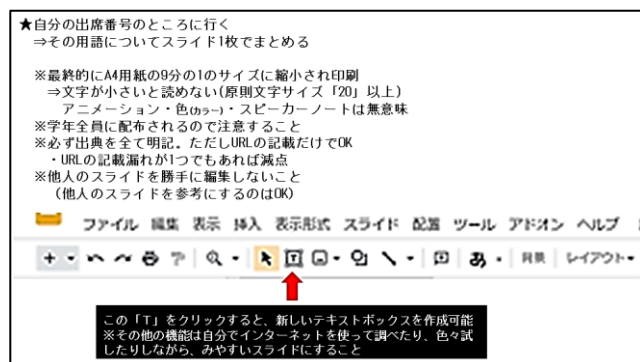 ★自分の出席番号のところに行く
⇒その用語についてスライド1枚でまとめる
※最終的にA4用紙の9分の1のサイズに縮小され印刷
⇒文字が小さいと読めない(原則文字サイズ「20」以上)
アニメーション・色(カラー)・スピーカーノートは無意味
※学年全員に配布されるので注意すること
※必ず出典を全て明記。ただしURLの記載だけでOK
・URLの記載漏れが1つでもあれば減点
※他人のスライドを勝手に編集しないこと
(他人のスライドを参考にするのはOK)
ファイル 編集 表示 挿入 表示形式 スライド 配置 ツール アドオン ヘルプ
あ 背景 レイアウト
この「T」をクリックすると、新しいテキストボックスを作成可能
※その他の機能は自分でインターネットを使って調べたり、色々試
したりしながら、みやすいスライドにすること